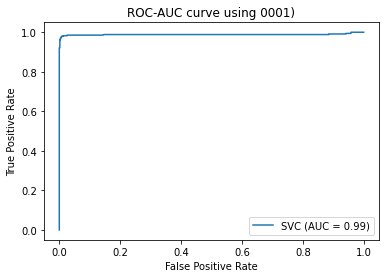 ROC-AUC curve using 0001)
True Positive Rate
1.0
0.8
0.6
0.4
0.2
0.0
SVC (AUC = 0.99)
0.0 0.2 0.4 0.6 0.8 1.0
False Positive Rate